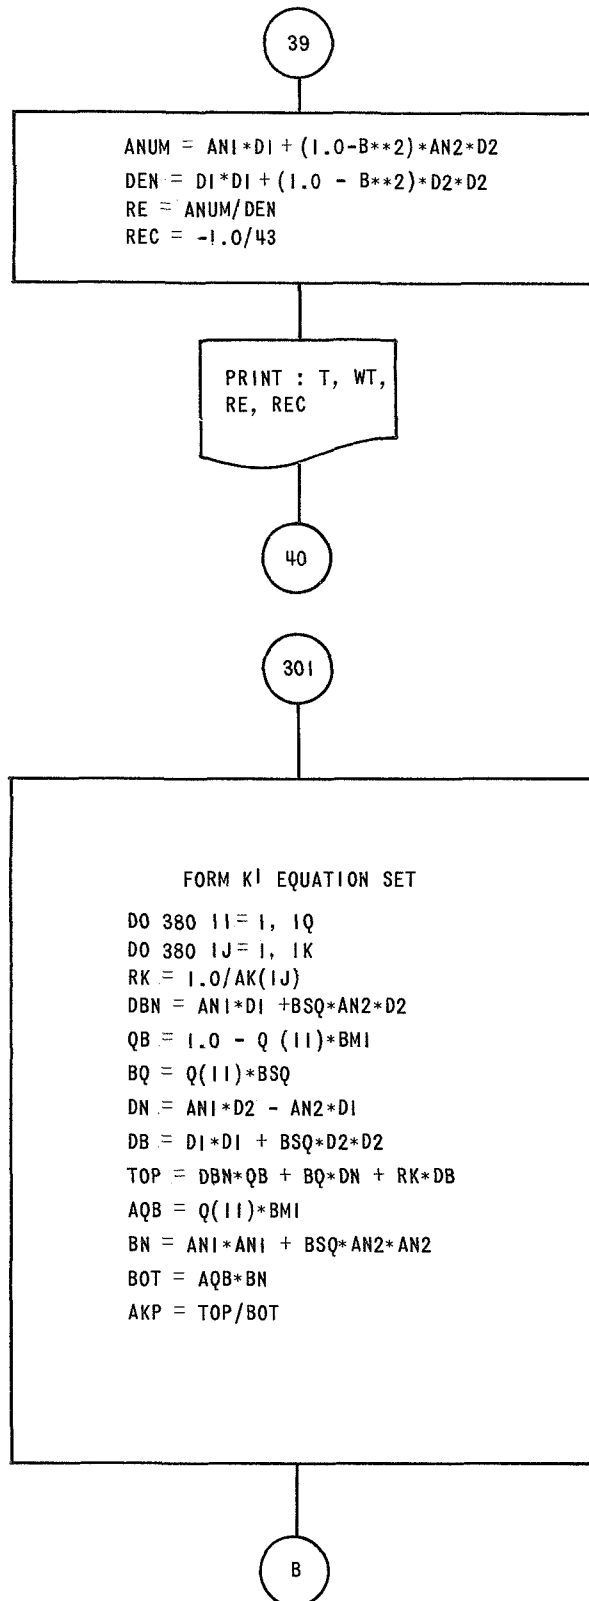 39
ANUM = AN1*D1 + (1.0-B**2)*AN2*D2
DEN = D1*D1 + (1.0 - B**2)*D2*D2
RE = ANUM/DEN
REC = -1.0/43
PRINT : T, WT,
RE, REC
40
301
FORM K1 EQUATION SET
DO 380 II = 1, IQ
DO 380 IJ = 1, IK
RK = 1.0/AK(IJ)
DBN = AN1*D1 +BSQ*AN2*D2
QB = 1.0 - Q (II)*BM1
BQ = Q(II)*BSQ
DN = AN1*D2 - AN2*D1
DB = D1*D1 + BSQ*D2*D2
TOP = DBN*QB + BQ*DN + RK*DB
AQB = Q(II)*BM1
BN = AN1*AN1 + BSQ*AN2*AN2
BOT = AQB*BN
AKP = TOP/BOT
B